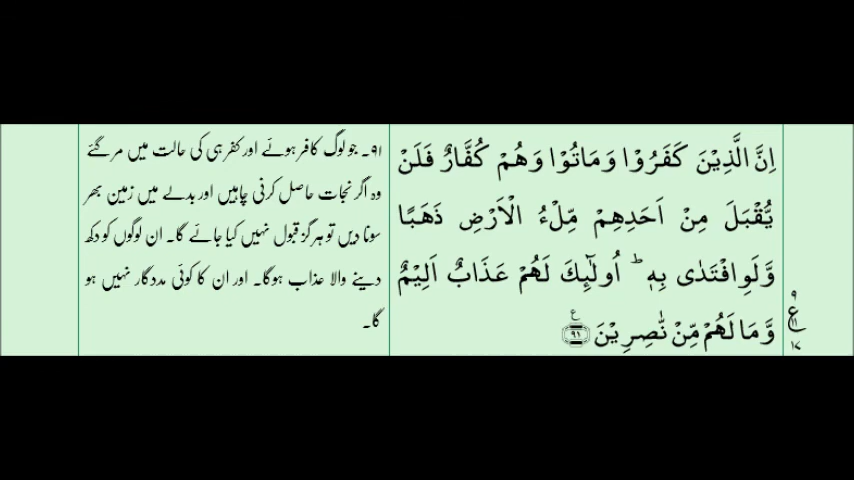 اِنَّ الَّذِيْنَ كَفَرُوْا وَمَاتُوْا وَهُمْ كُفَّارٌ فَلَنْ
يُّقْبَلَ مِنْ اَحَدِهِمْ مِّلْءُ الْاَرْضِ ذَهَبًا
وَّلَوِ افْتَدٰى بِهٖ ؕ اُولٰٓئِكَ لَهُمْ عَذَابٌ اَلِيْمٌ
وَّمَا لَهُمْ مِّنْ نّٰصِرِيْنَ ۹۱
۹۱۔ جو لوگ کافر ہوئے اور کفر ہی کی حالت میں مر گئے
وہ اگر نجات حاصل کرنی چاہیں اور بدلے میں زمین بھر
سونا دیں تو ہرگز قبول نہیں کیا جائے گا۔ ان لوگوں کو دکھ
دینے والا عذاب ہوگا۔ اور ان کا کوئی مددگار نہیں ہو
گا۔
۹
ع
۱۷